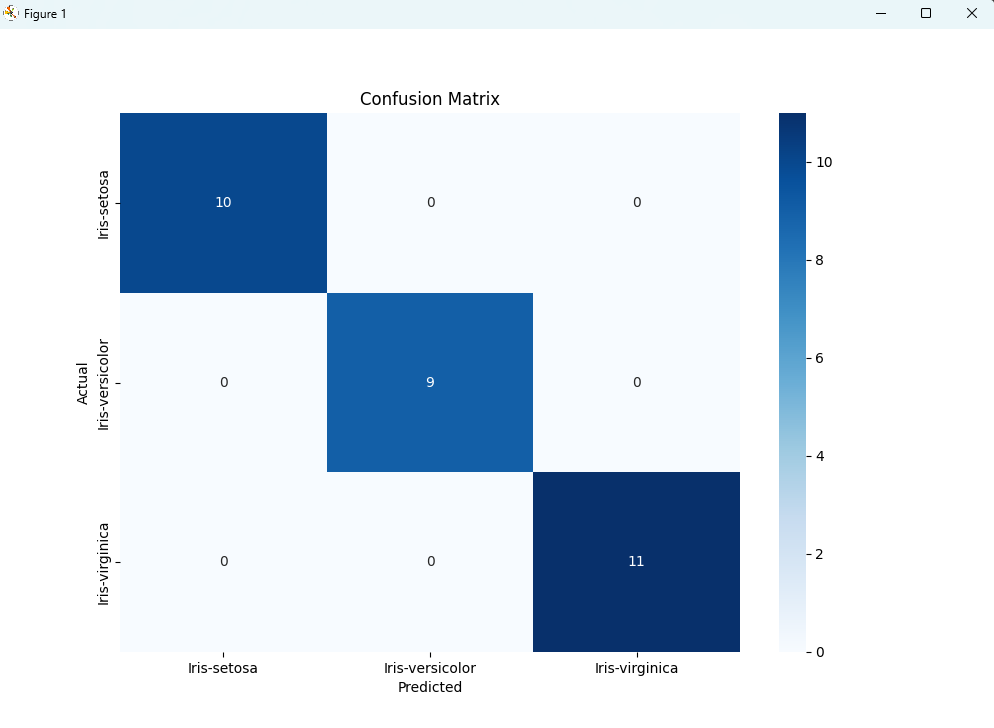 Figure 1
Confusion Matrix
Actual
Iris-setosa
10 0 0
Iris-versicolor
0 9 0
Iris-virginica
0 0 11
Iris-setosa Iris-versicolor Iris-virginica
Predicted
10
8
6
4
2
0